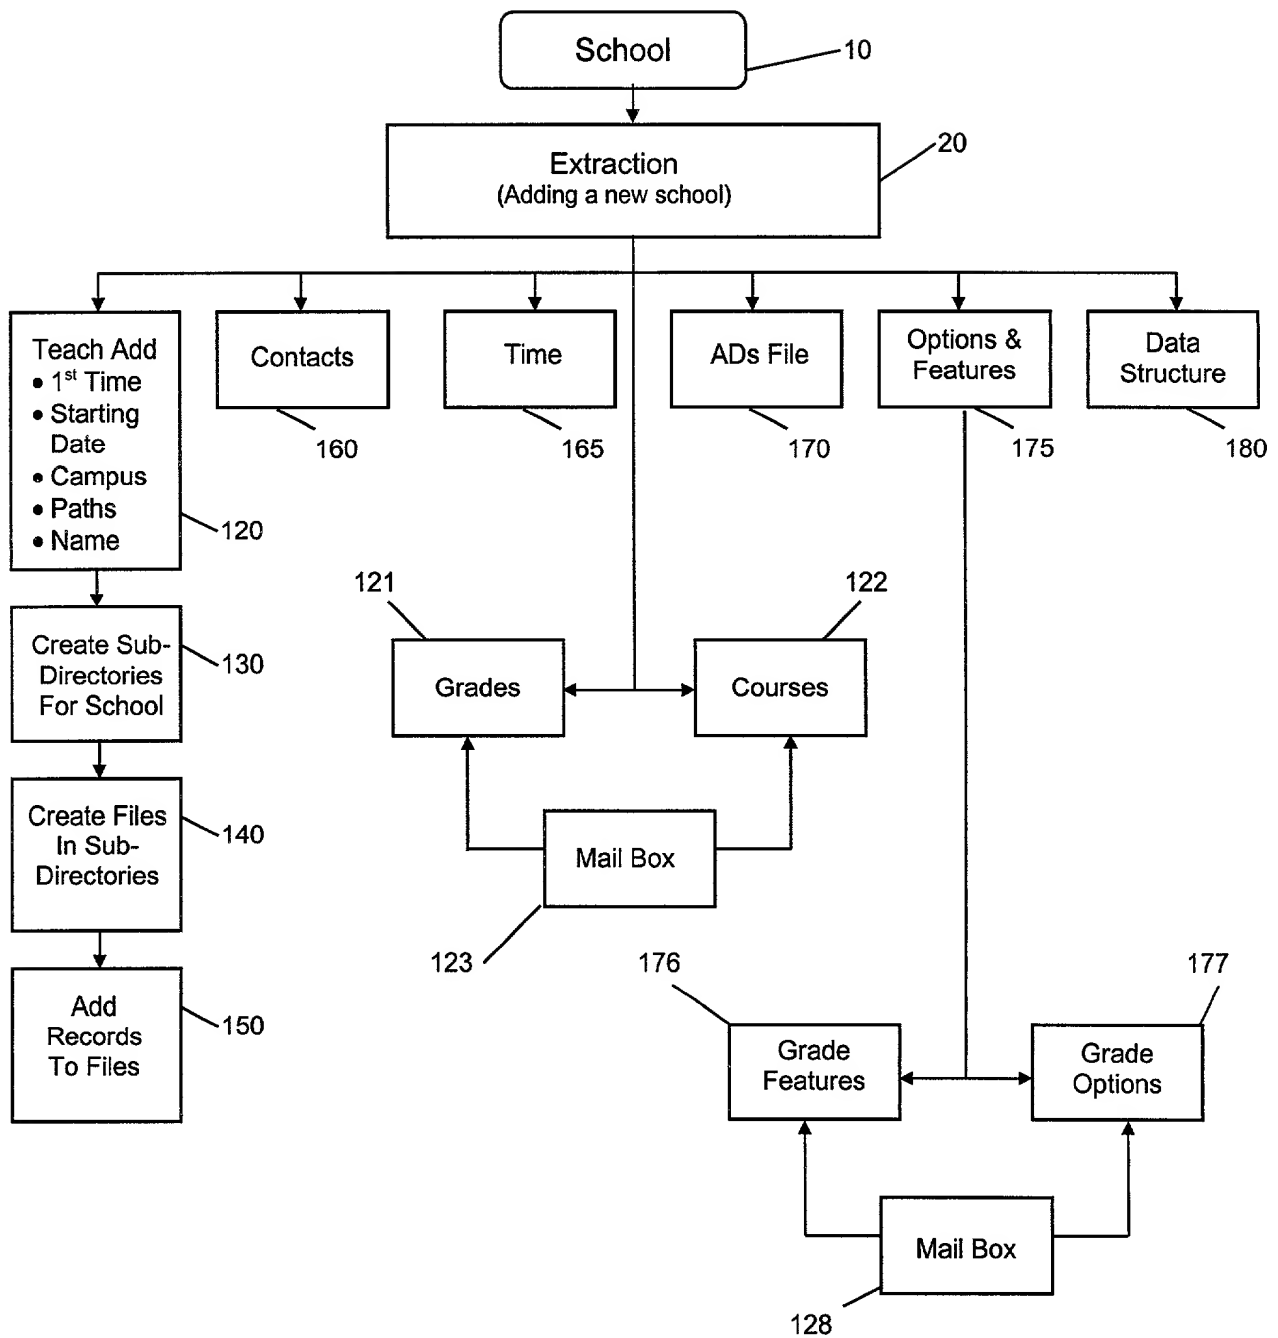 School
10
Extraction
(Adding a new school)
20
Teach Add
• 1st Time
• Starting
Date
• Campus
• Paths
• Name
120
Contacts
160
Time
165
ADs File
170
Options &
Features
175
Data
Structure
180
Create Sub-
Directories
For School
130
Create Files
In Sub-
Directories
140
Add
Records
To Files
150
121
Grades
122
Courses
Mail Box
123
176
Grade
Features
177
Grade
Options
Mail Box
128